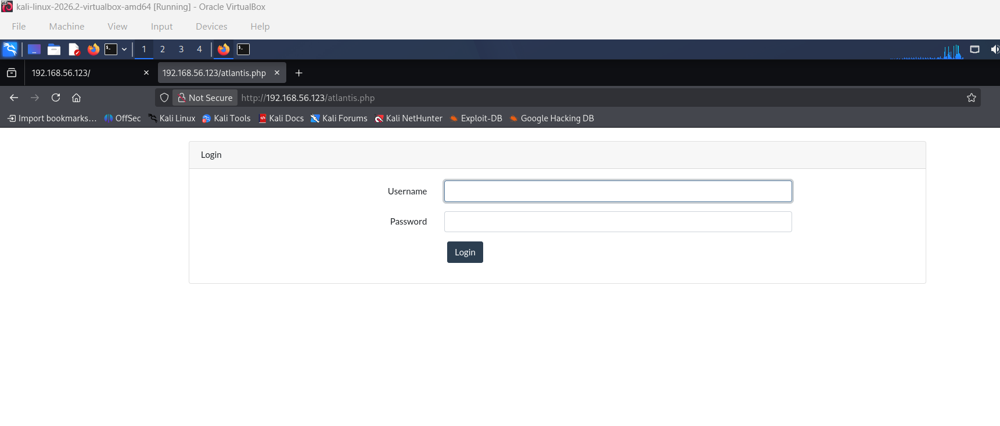 kali-linux-2026.2-virtualbox-amd64 [Running] - Oracle VirtualBox
File Machine View Input Devices Help
1 2 3 4
192.168.56.123/ 192.168.56.123/atlantis.php
Not Secure http://192.168.56.123/atlantis.php
Import bookmarks... OffSec Kali Linux Kali Tools Kali Docs Kali Forums Kali NetHunter Exploit-DB Google Hacking DB
Login
Username
Password
Login